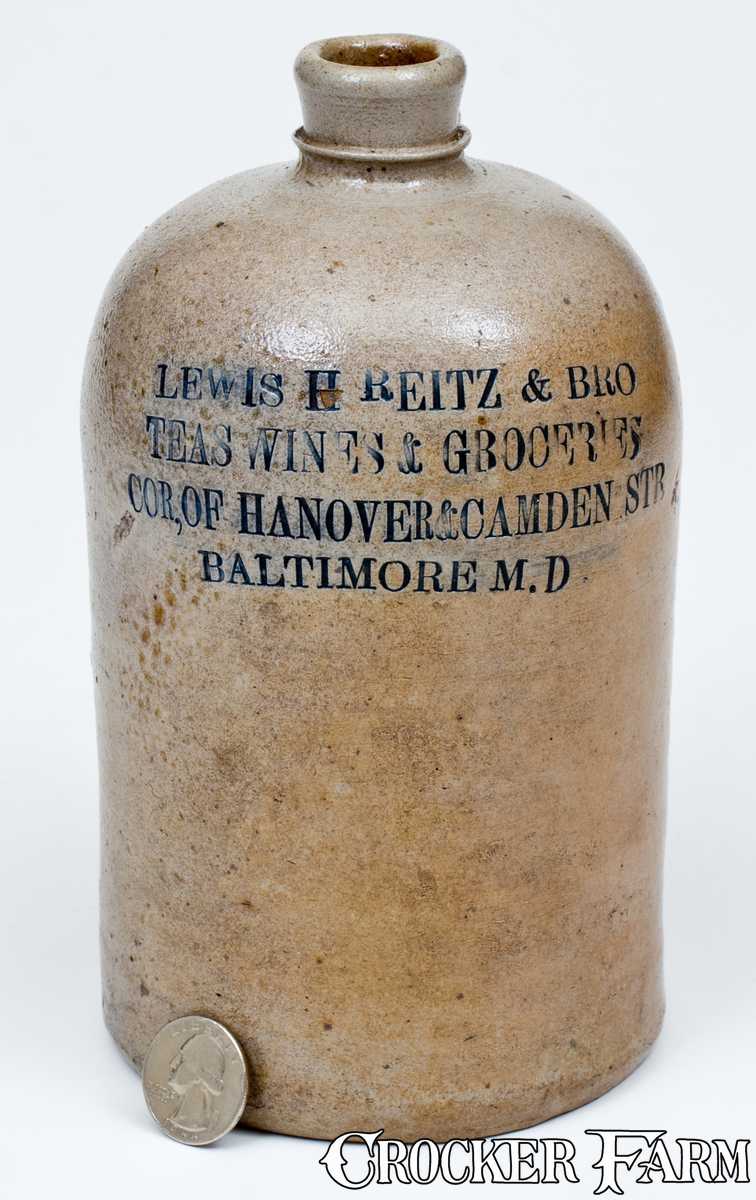 LEWIS H REITZ & BRO
TEAS WINES & GROCERIES
COR,OF HANOVER&CAMDEN STR
BALTIMORE M.D
CROCKER FARM